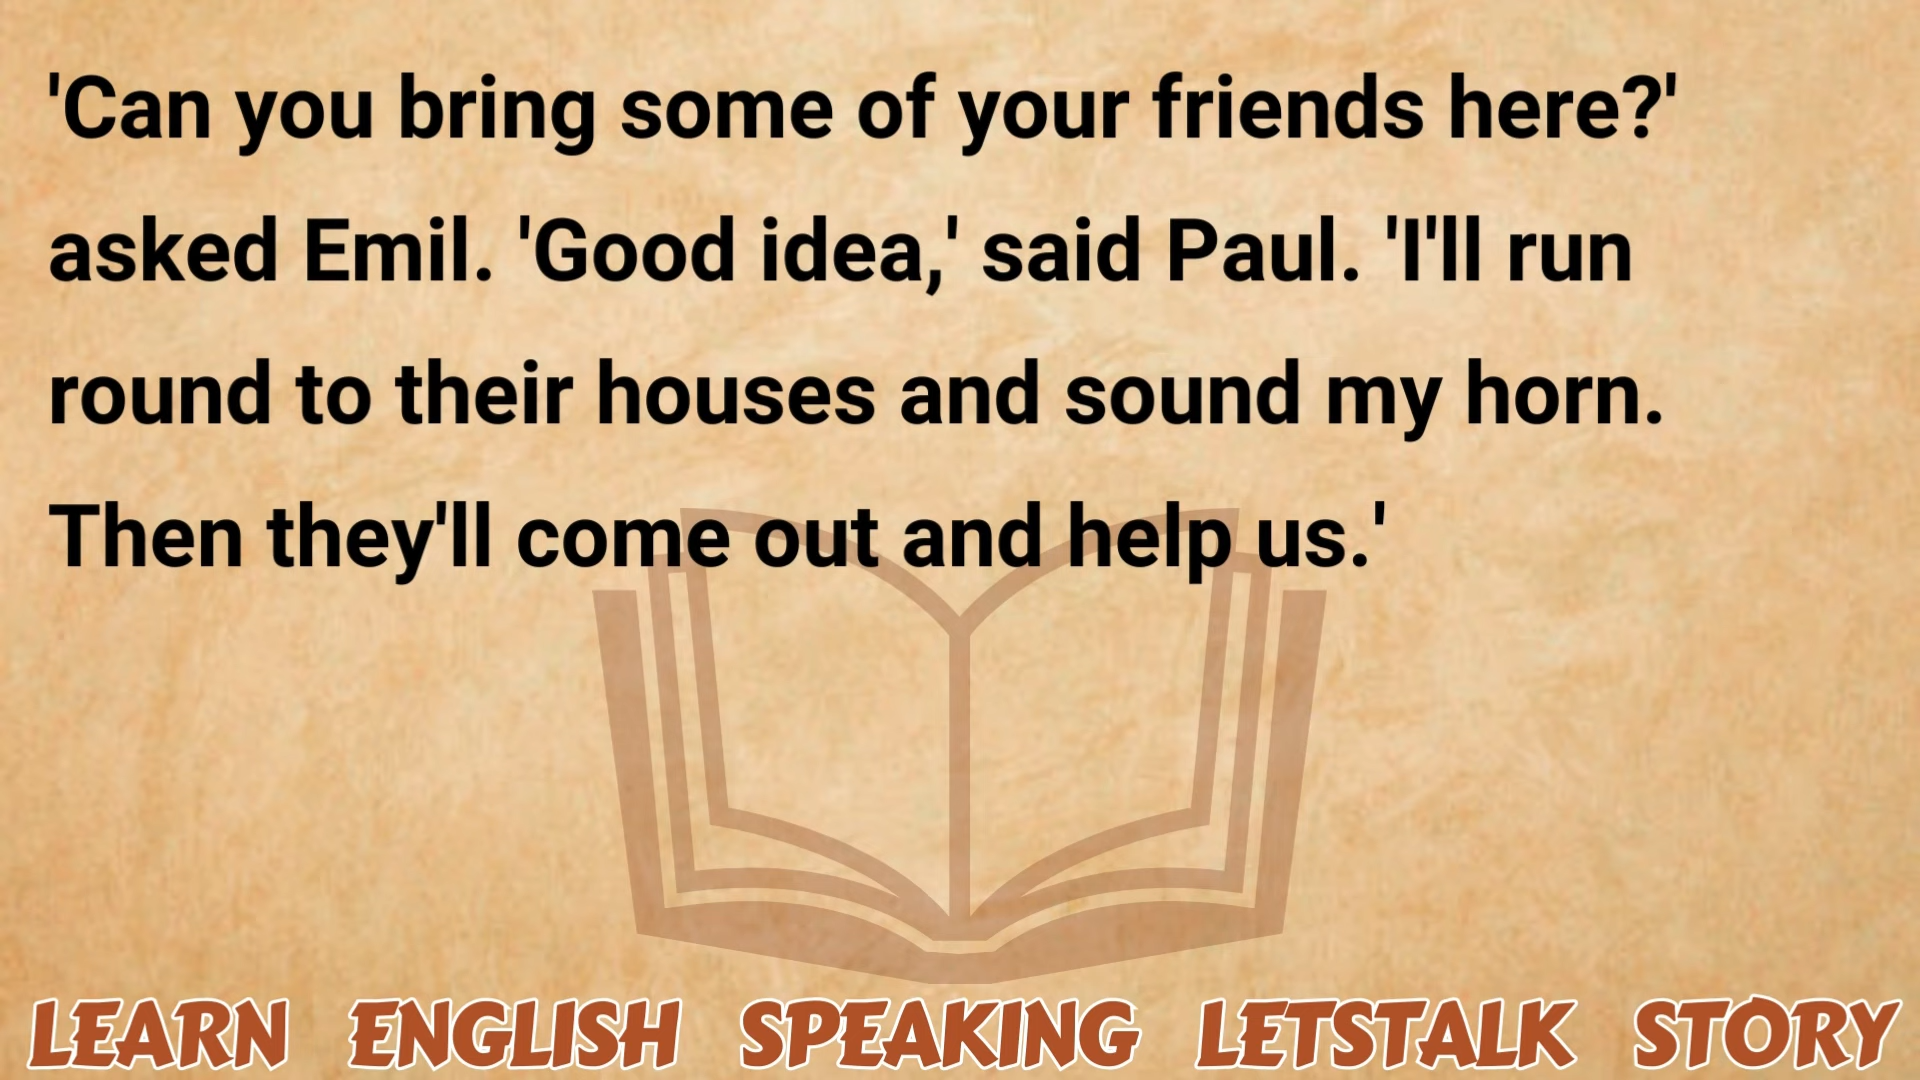 'Can you bring some of your friends here?'
asked Emil. 'Good idea,' said Paul. 'I'll run
round to their houses and sound my horn.
Then they'll come out and help us.'
LEARN ENGLISH SPEAKING LETSTALK STORY